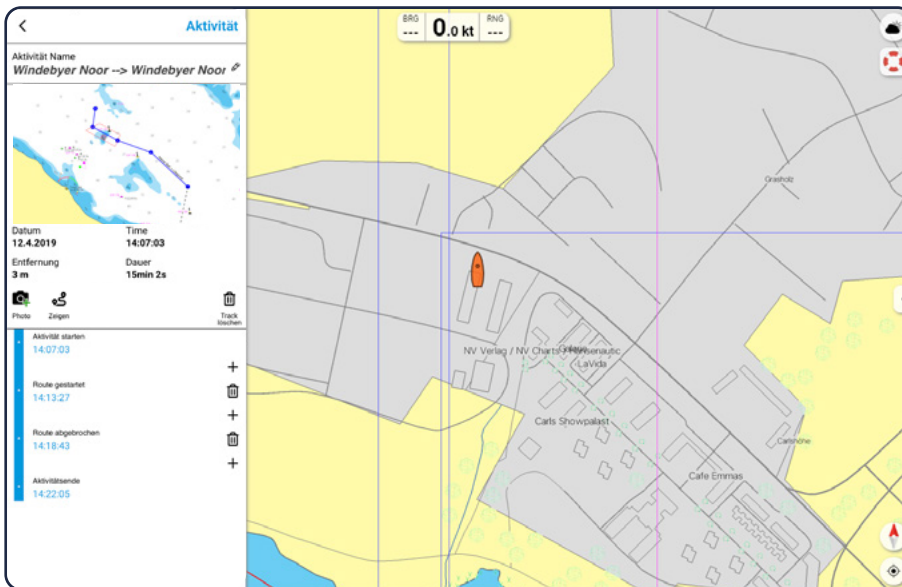 Aktivität
Aktivität Name
Windebyer Noor --> Windebyer Noor
Datum
12.4.2019
Time
14:07:03
Entfernung
3 m
Dauer
15min 2s
Photo
Zeigen
Track
löschen
Aktivität starten
14:07:03
Route gestartet
14:13:27
Route abgebrochen
14:18:43
Aktivitätsende
14:22:05
BRG
---
0.0 kt
RNG
---
Grasholz
NV Verlag / NV Charts
LaVida
Carls Showpalast
Carlshöhe
Cafe Emmas